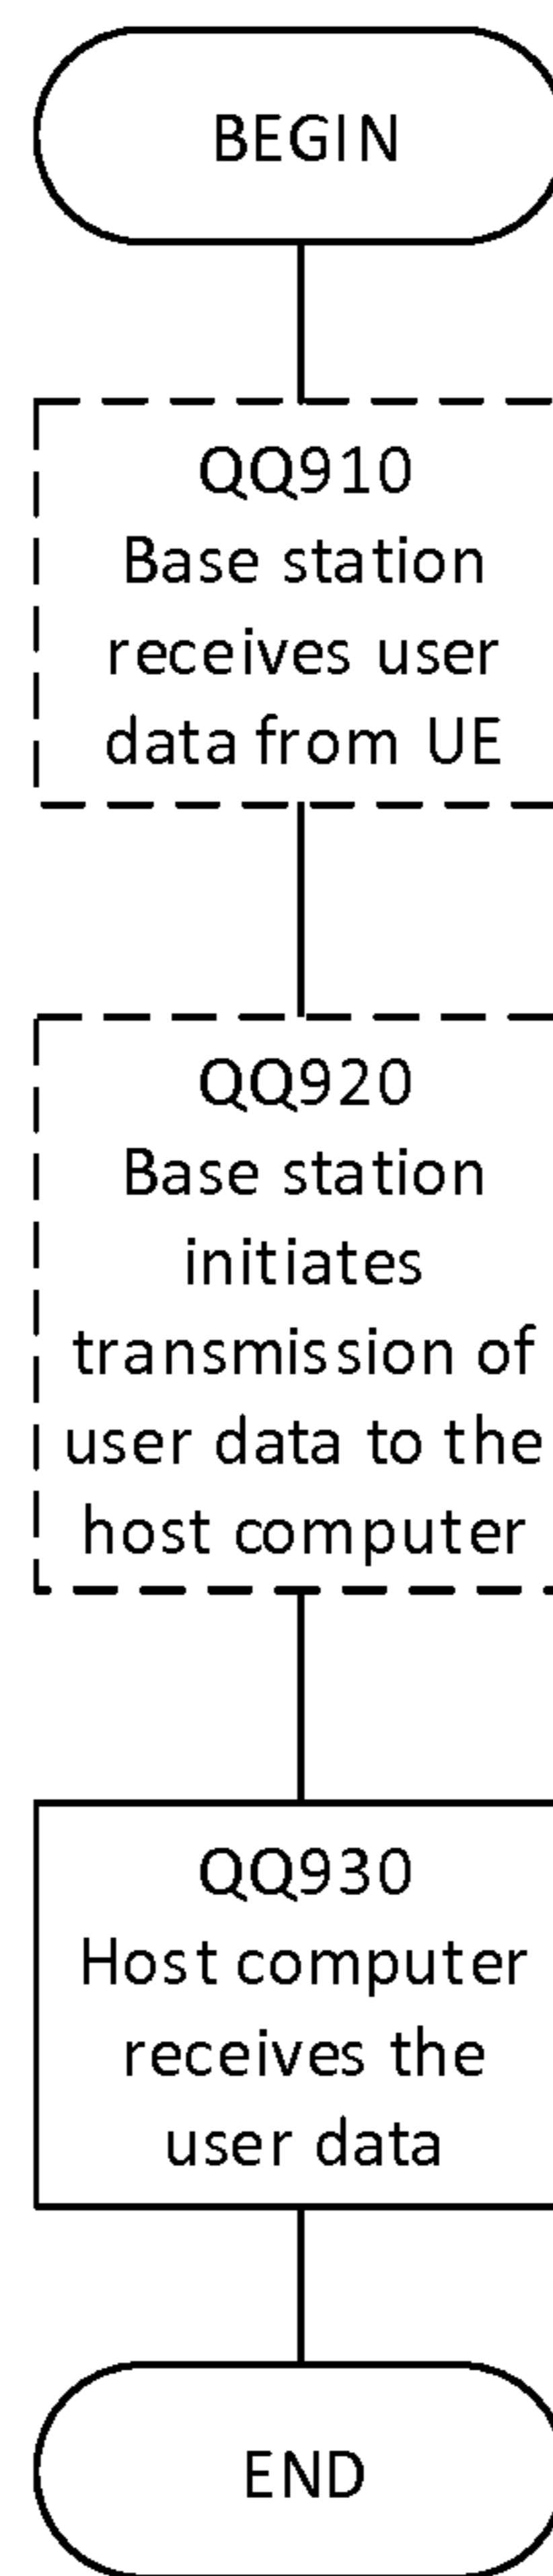 BEGIN
QQ910
Base station
receives user
data from UE
QQ920
Base station
initiates
transmission of
user data to the
host computer
QQ930
Host computer
receives the
user data
END